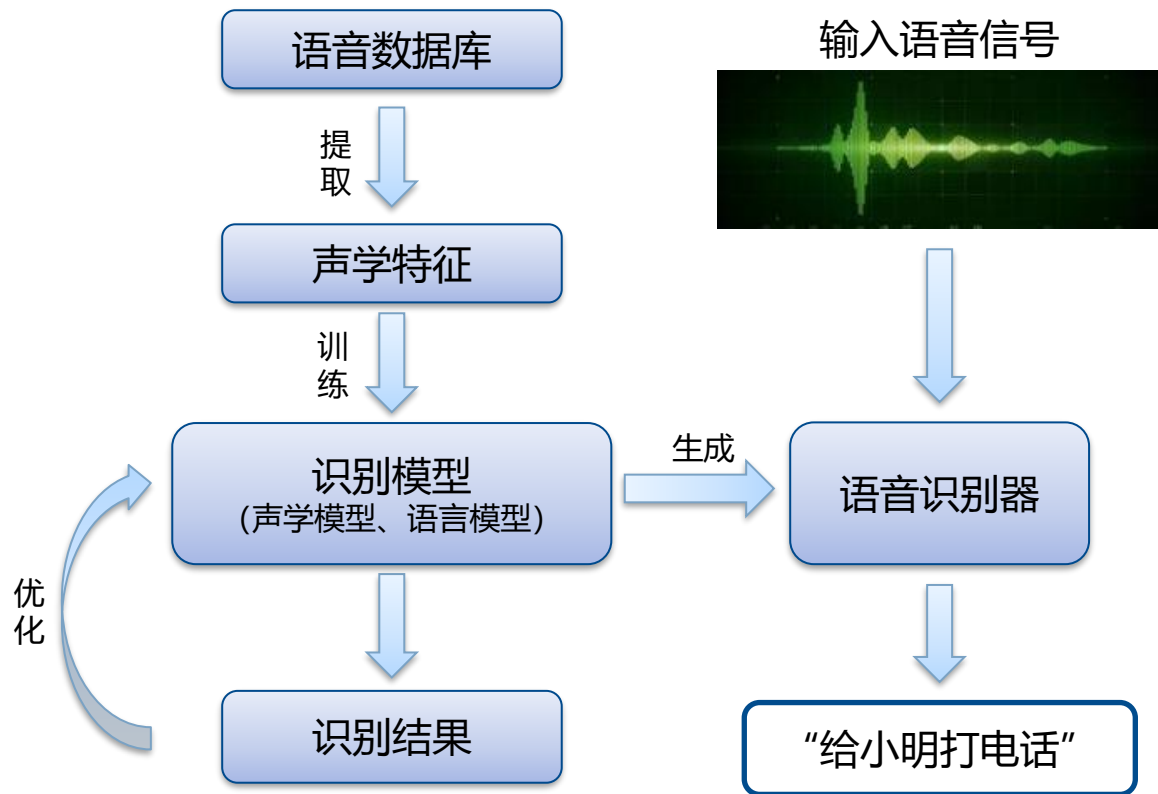 语音数据库
提取
声学特征
训练
识别模型
（声学模型、语言模型）
优化
识别结果
输入语音信号
生成
语音识别器
“给小明打电话”